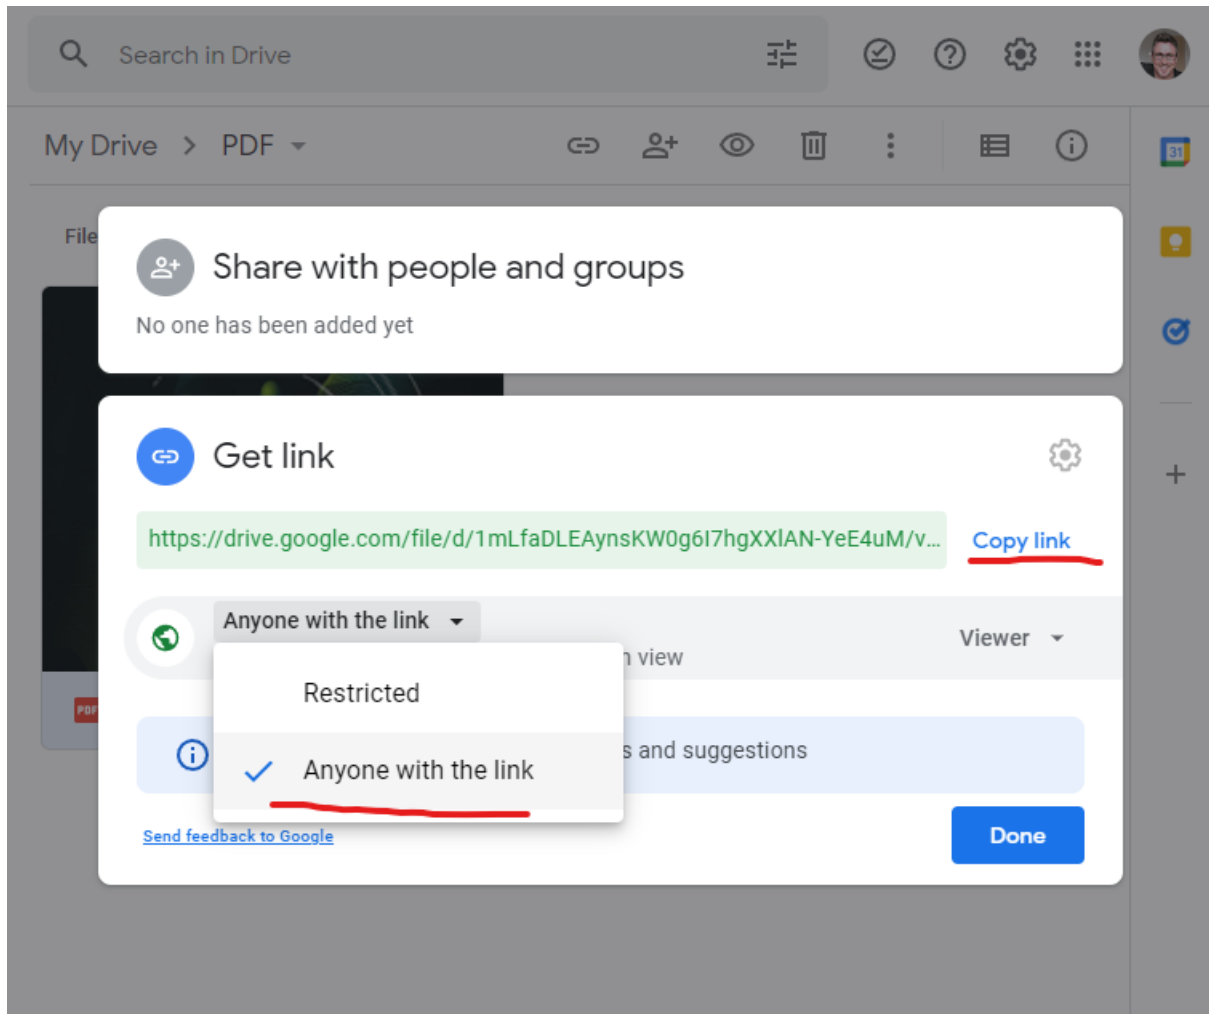 Search in Drive
My Drive > PDF
31
File
Share with people and groups
No one has been added yet
Get link
https://drive.google.com/file/d/1mLfaDLEAynsKW0g6I7hgXXlAN-YeE4uM/v...
Copy link
Anyone with the link
view
Viewer
Restricted
s and suggestions
Anyone with the link
PDF
Send feedback to Google
Done